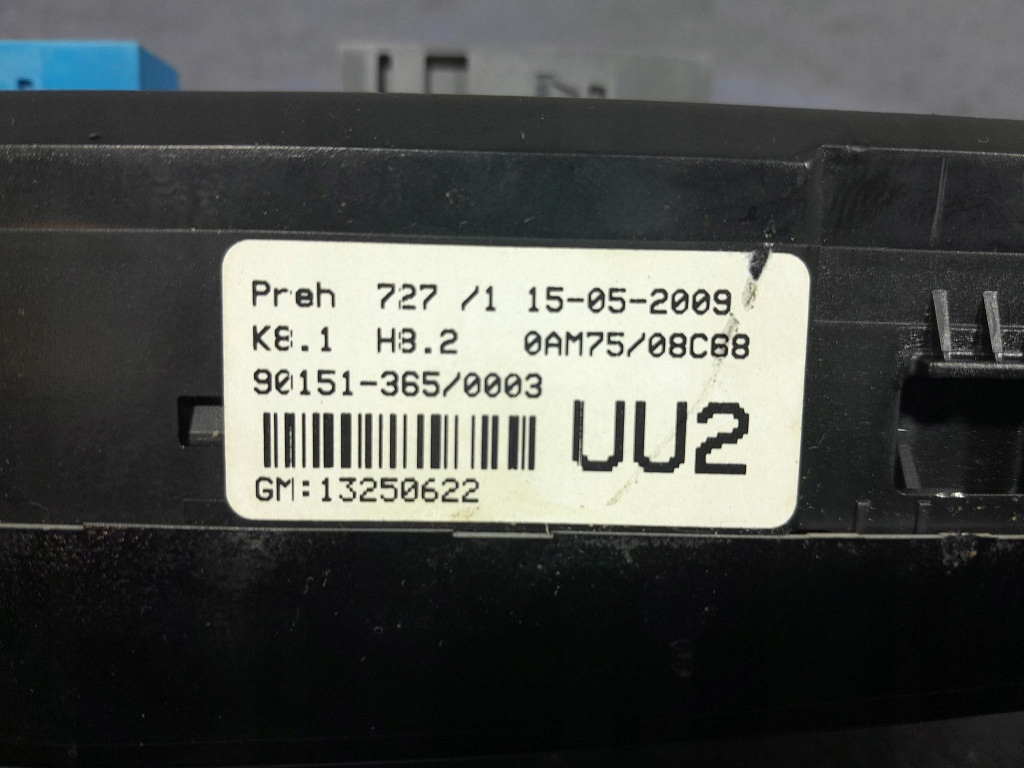 Preh 727 /1 15-05-2009
K8.1 H8.2 0AM75/08C68
90151-365/0003
UU2
GM:13250622